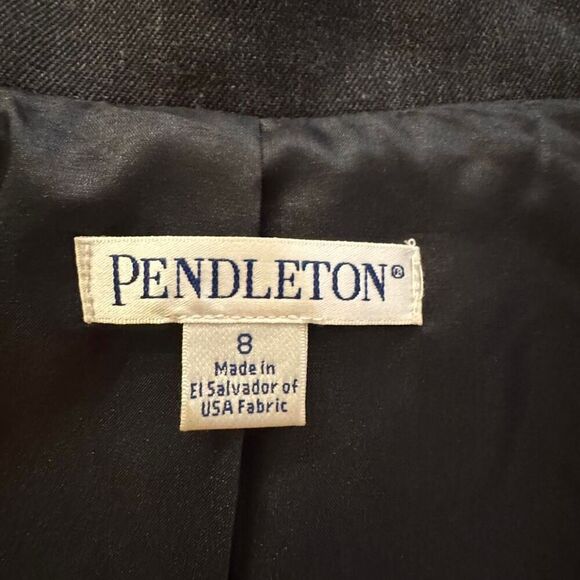 PENDLETON®
8
Made in
El Salvador of
USA Fabric